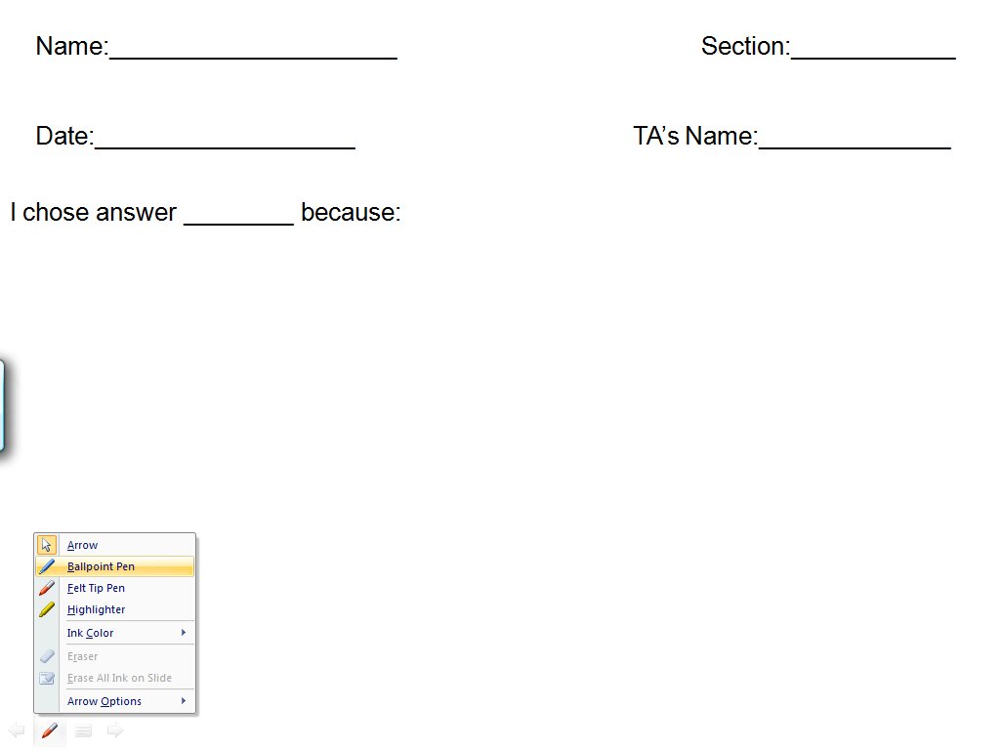 Name:_____________________ Section:____________
Date:___________________ TA’s Name:______________
I chose answer ________ because:
Arrow
Ballpoint Pen
Felt Tip Pen
Highlighter
Ink Color
Eraser
Erase All Ink on Slide
Arrow Options